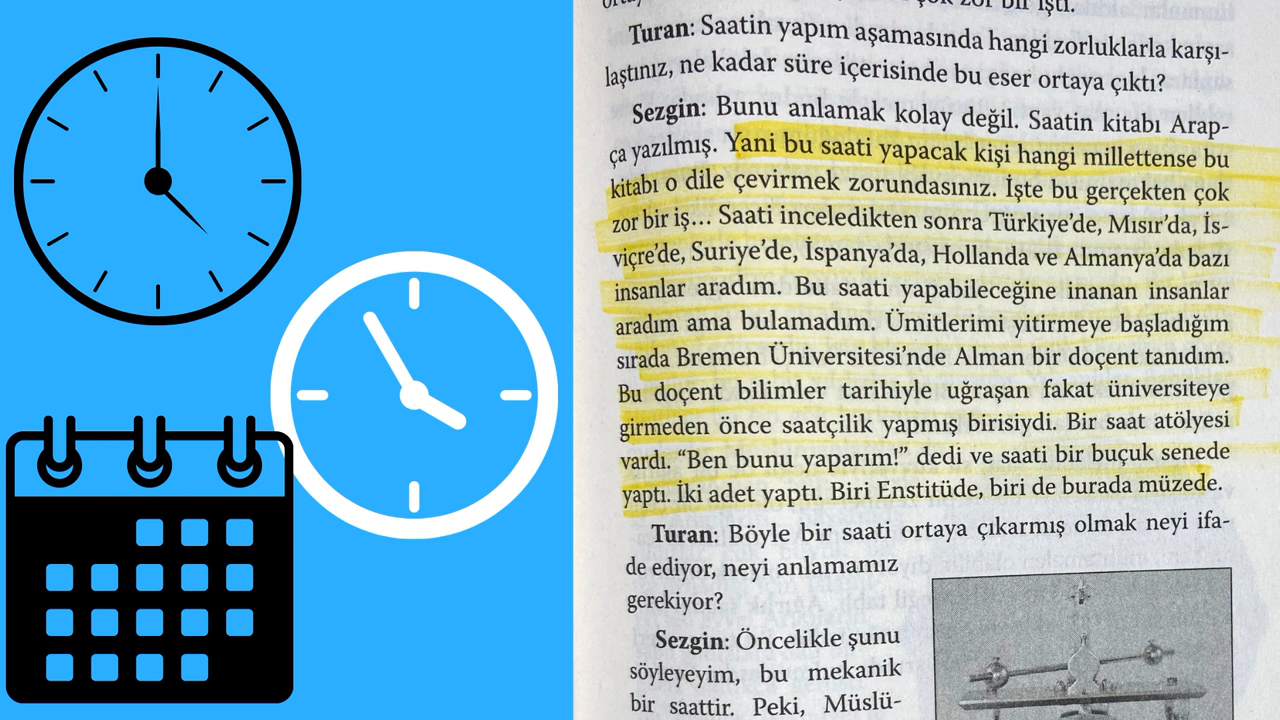 çok zor bir işti.
Turan: Saatin yapım aşamasında hangi zorluklarla karşı-
laştınız, ne kadar süre içerisinde bu eser ortaya çıktı?
Sezgin: Bunu anlamak kolay değil. Saatin kitabı Arap-
ça yazılmış. Yani bu saati yapacak kişi hangi millettense bu
kitabı o dile çevirmek zorundasınız. İşte bu gerçekten çok
zor bir iş... Saati inceledikten sonra Türkiye’de, Mısır’da, İs-
viçre’de, Suriye’de, İspanya’da, Hollanda ve Almanya’da bazı
insanlar aradım. Bu saati yapabileceğine inanan insanlar
aradım ama bulamadım. Ümitlerimi yitirmeye başladığım
sırada Bremen Üniversitesi’nde Alman bir doçent tanıdım.
Bu doçent bilimler tarihiyle uğraşan fakat üniversiteye
girmeden önce saatçilik yapmış birisiydi. Bir saat atölyesi
vardı. “Ben bunu yaparım!” dedi ve saati bir buçuk senede
yaptı. İki adet yaptı. Biri Enstitüde, biri de burada müzede.
Turan: Böyle bir saati ortaya çıkarmış olmak neyi ifa-
de ediyor, neyi anlamamız
gerekiyor?
Sezgin: Öncelikle şunu
söyleyeyim, bu mekanik
bir saattir. Peki, Müslü-